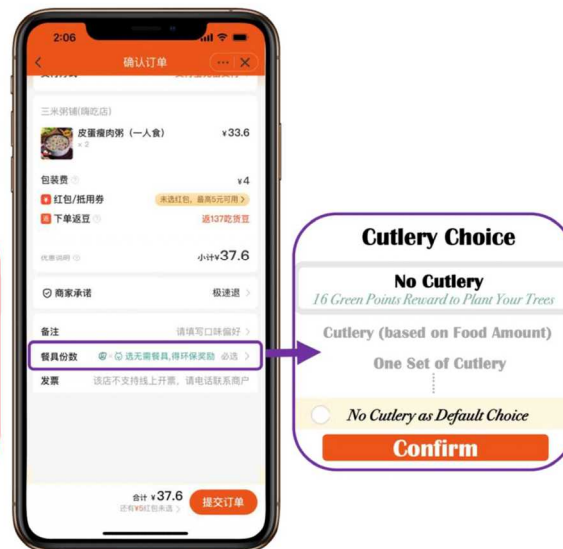 2:06
确认订单
三米粥铺(嗨吃店)
皮蛋瘦肉粥（一人食） ¥33.6
x 2
包装费 ¥4
红包/抵用券 未选红包，最高5元可用 >
下单返豆 返137吃货豆
优惠说明 小计¥37.6
商家承诺 极速退 >
备注 请填写口味偏好 >
餐具份数 选无需餐具,得环保奖励 必选 >
发票 该店不支持线上开票，请电话联系商户
合计 ¥37.6
还有¥5红包未选 >
提交订单
Cutlery Choice
No Cutlery
16 Green Points Reward to Plant Your Trees
Cutlery (based on Food Amount)
One Set of Cutlery
No Cutlery as Default Choice
Confirm